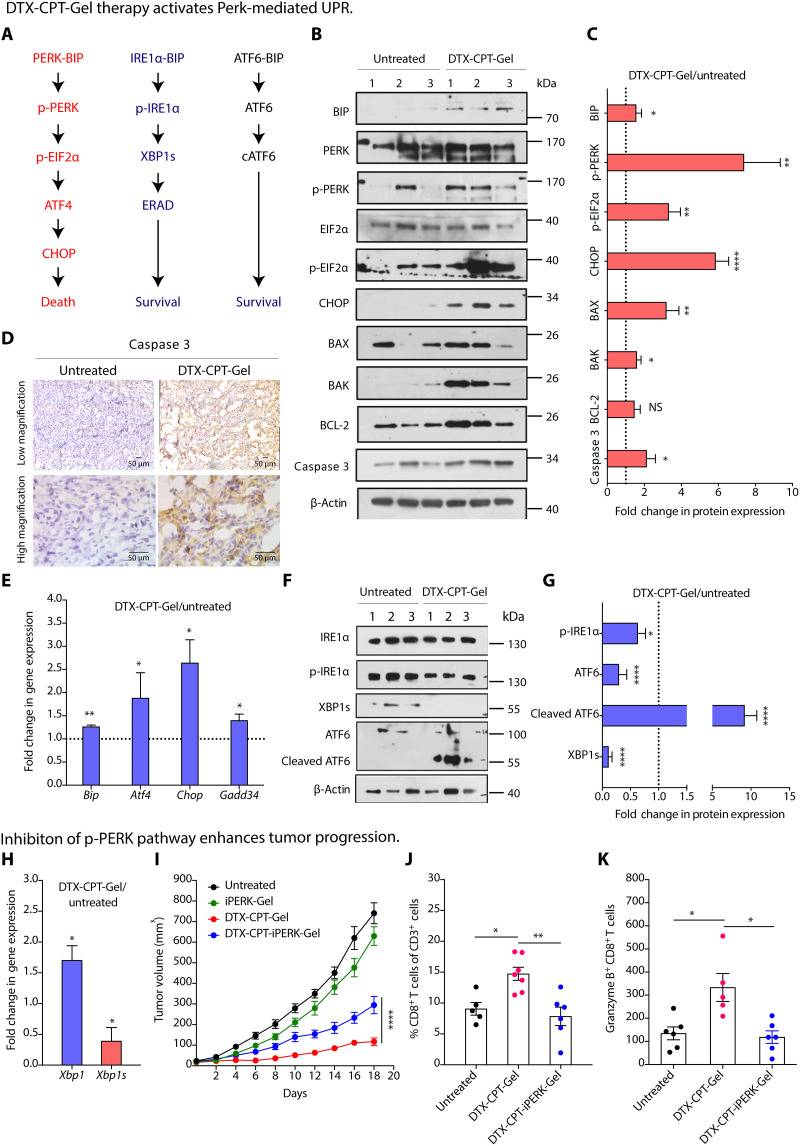 DTX-CPT-Gel therapy activates Perk-mediated UPR.
A
PERK-BIP
IRE1α-BIP
ATF6-BIP
p-PERK
p-IRE1α
ATF6
p-EIF2α
XBP1s
cATF6
ATF4
ERAD
CHOP
Death
Survival
Survival
B
Untreated
DTX-CPT-Gel
1 2 3 1 2 3 kDa
BIP
70
PERK
170
p-PERK
170
EIF2α
40
p-EIF2α
40
CHOP
34
BAX
26
BAK
26
BCL-2
26
Caspase 3
34
β-Actin
40
C
DTX-CPT-Gel/untreated
BIP
*
p-PERK
**
p-EIF2α
**
CHOP
****
BAX
**
BAK
*
BCL-2
NS
Caspase 3
*
0 2 4 6 8 10
Fold change in protein expression
D
Caspase 3
Untreated
DTX-CPT-Gel
Low magnification
50 µm
50 µm
High magnification
50 µm
50 µm
E
DTX-CPT-Gel/untreated
Fold change in gene expression
4.0
3.5
3.0
2.5
2.0
1.5
1.0
0.5
0.0
**
*
*
*
Bip Atf4 Chop Gadd34
F
Untreated
DTX-CPT-Gel
1 2 3 1 2 3 kDa
IRE1α
130
p-IRE1α
130
XBP1s
55
ATF6
100
Cleaved ATF6
55
β-Actin
40
G
DTX-CPT-Gel/untreated
p-IRE1α
*
ATF6
****
Cleaved ATF6
****
XBP1s
****
0.0 0.5 1.0 1.5 5 10 15
Fold change in protein expression
Inhibiton of p-PERK pathway enhances tumor progression.
H
DTX-CPT-Gel/
untreated
Fold change in gene expression
2.5
2.0
1.5
1.0
0.5
0.0
*
*
Xbp1 Xbp1s
I
Tumor volume (mm³)
900
800
700
600
500
400
300
200
100
Untreated
iPERK-Gel
DTX-CPT-Gel
DTX-CPT-iPERK-Gel
****
2 4 6 8 10 12 14 16 18 20
Days
J
% CD8⁺ T cells of CD3⁺ cells
30
25
20
15
10
5
0
*
**
Untreated
DTX-CPT-Gel
DTX-CPT-iPERK-Gel
K
Granzyme B⁺ CD8⁺ T cells
800
700
600
500
400
300
200
100
0
*
*
Untreated
DTX-CPT-Gel
DTX-CPT-iPERK-Gel